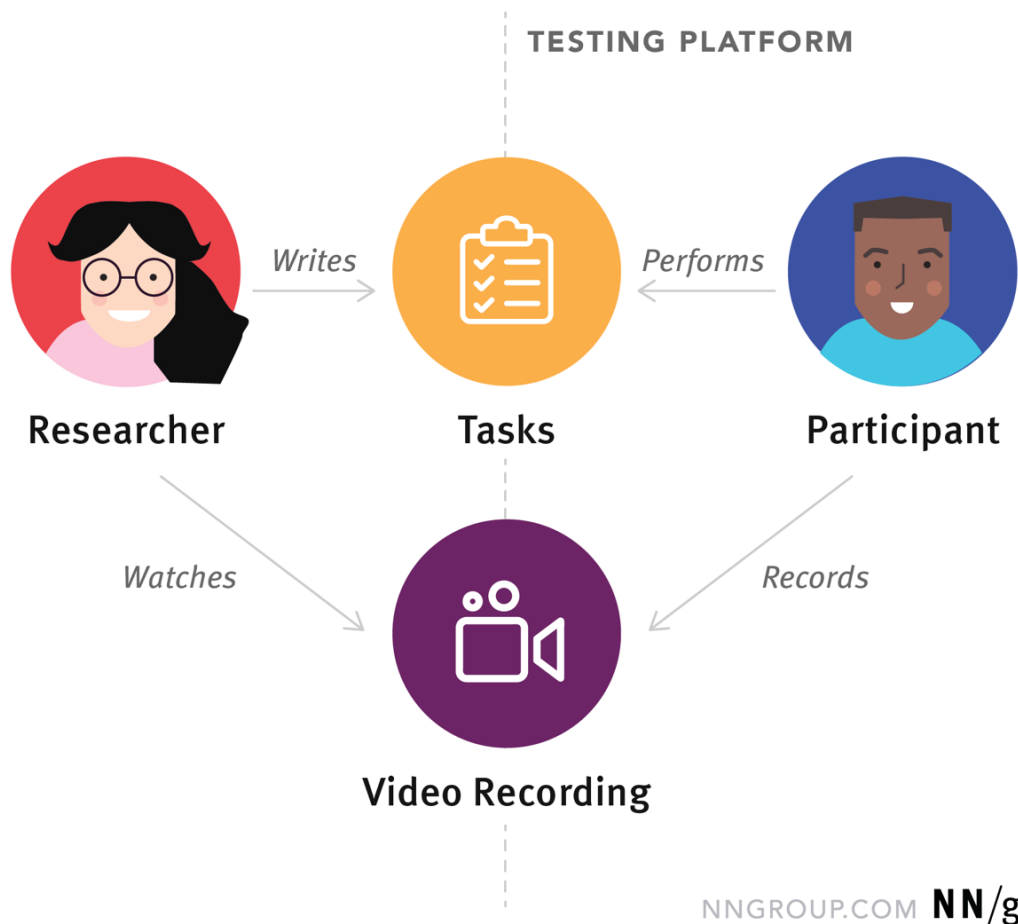 TESTING PLATFORM
Writes
Performs
Researcher
Tasks
Participant
Watches
Records
Video Recording
NNGROUP.COM NN/g